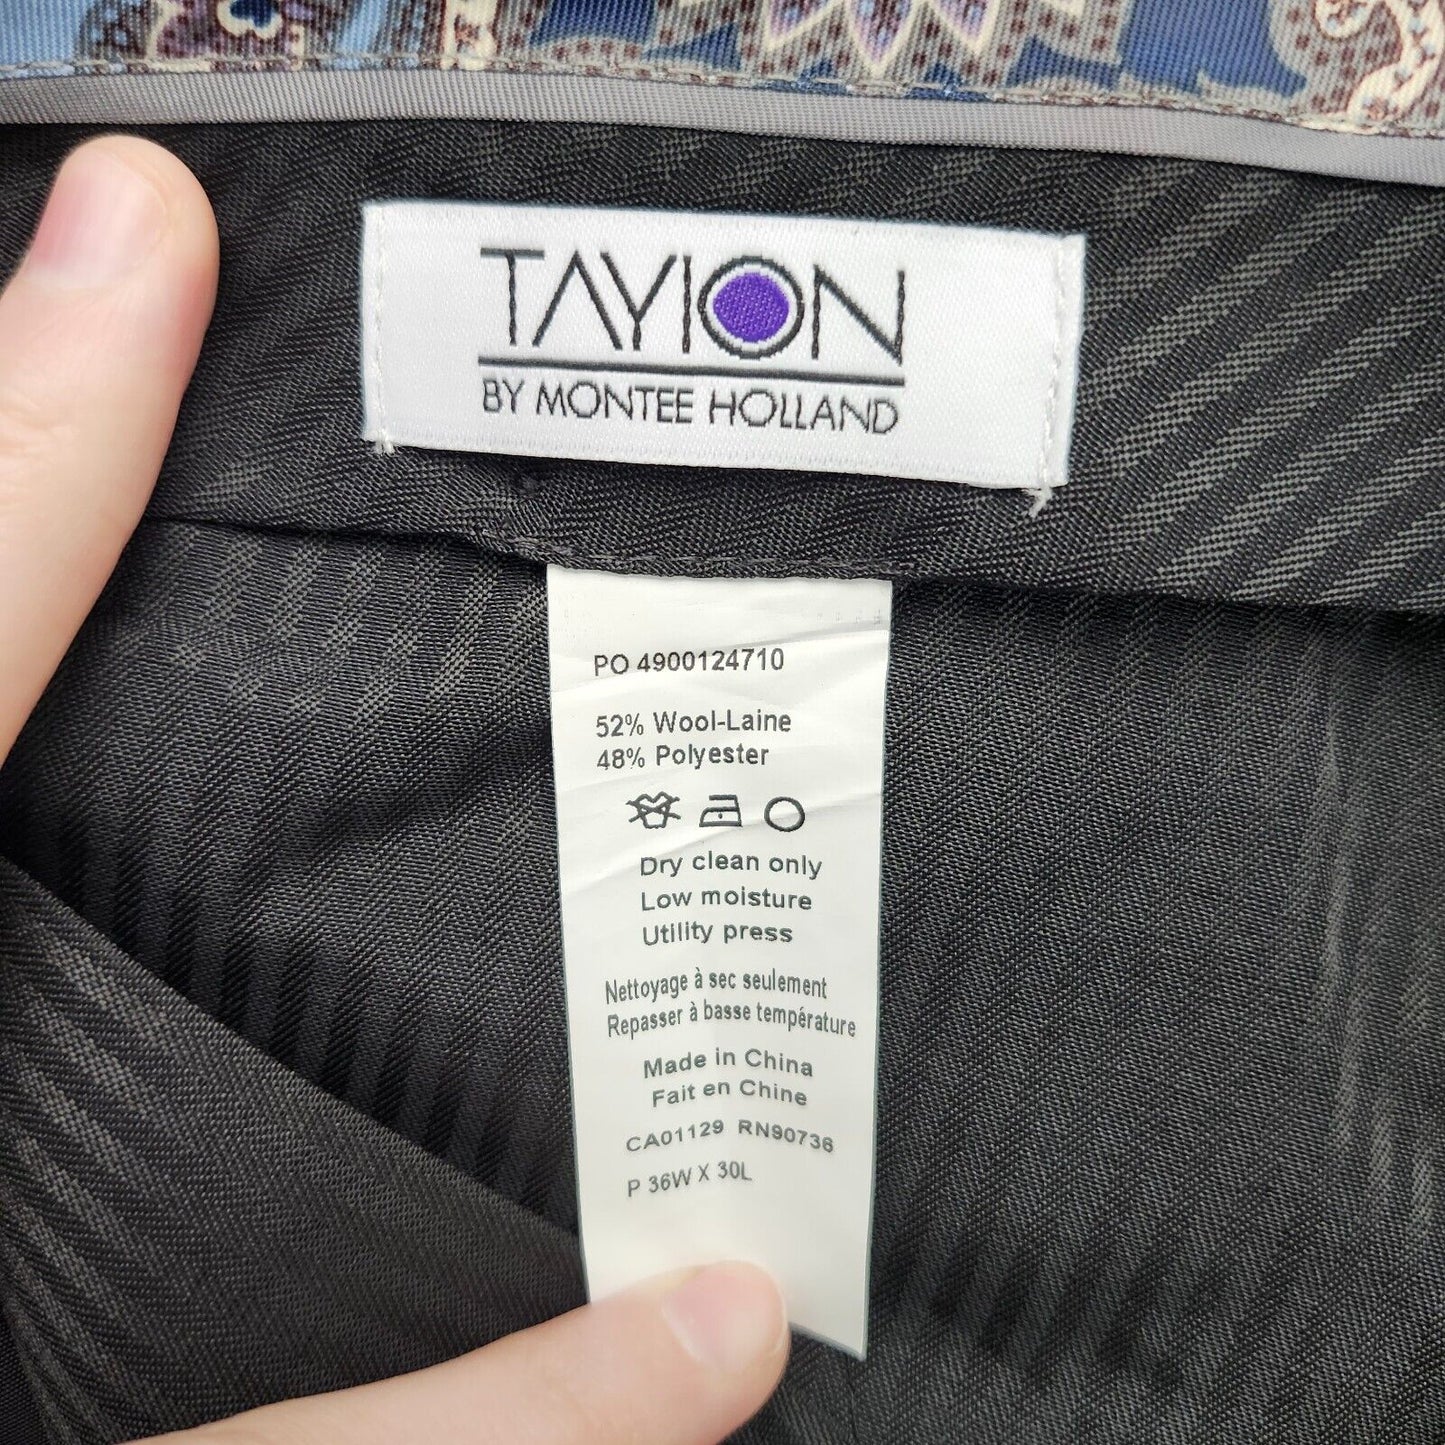 TAYION
BY MONTEE HOLLAND
PO 4900124710
52% Wool-Laine
48% Polyester
Dry clean only
Low moisture
Utility press
Nettoyage à sec seulement
Repasser à basse température
Made in China
Fait en Chine
CA01129 RN90736
P 36W X 30L